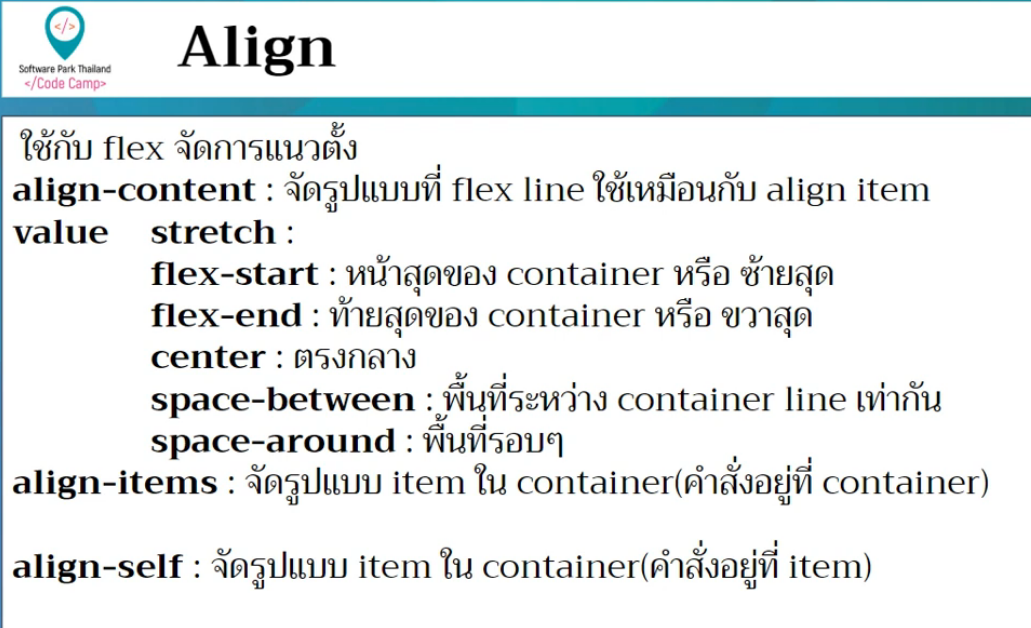 </>
Software Park Thailand
</Code Camp>
Align
ใช้กับ flex จัดการแนวตั้ง
align-content : จัดรูปแบบที่ flex line ใช้เหมือนกับ align item
value stretch :
flex-start : หน้าสุดของ container หรือ ซ้ายสุด
flex-end : ท้ายสุดของ container หรือ ขวาสุด
center : ตรงกลาง
space-between : พื้นที่ระหว่าง container line เท่ากัน
space-around : พื้นที่รอบๆ
align-items : จัดรูปแบบ item ใน container(คำสั่งอยู่ที่ container)
align-self : จัดรูปแบบ item ใน container(คำสั่งอยู่ที่ item)